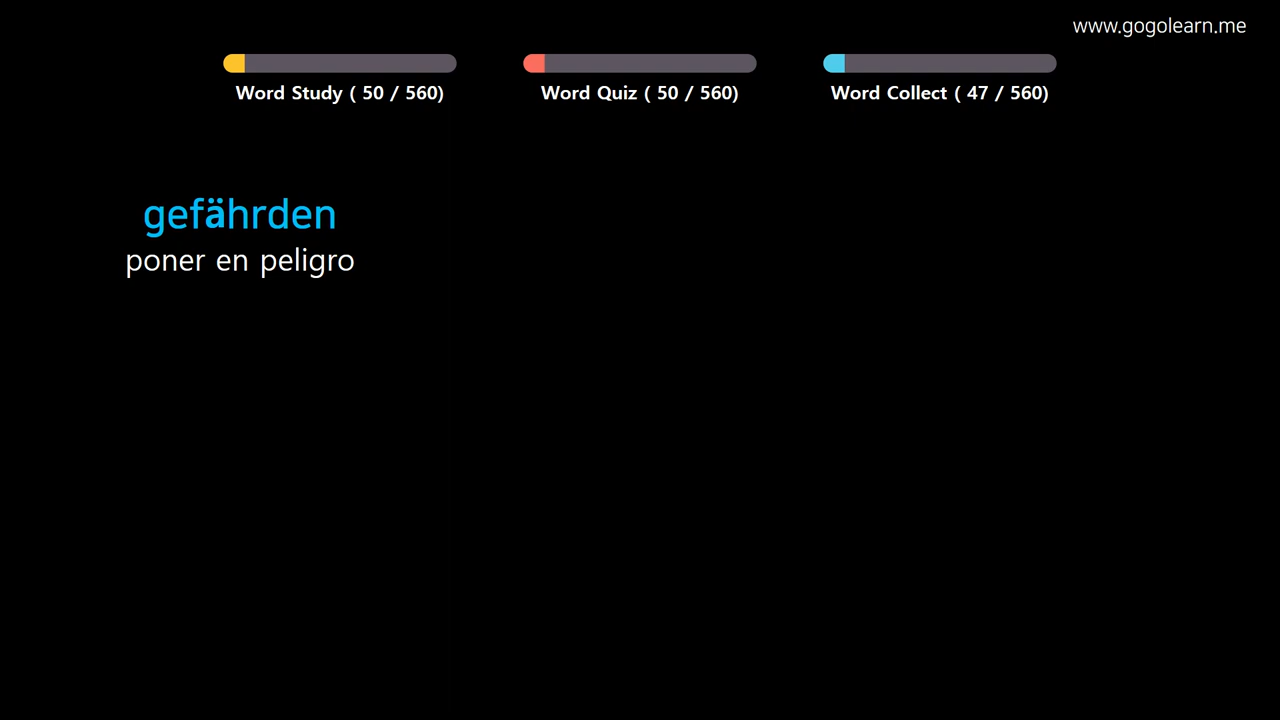 www.gogolearn.me
Word Study ( 50 / 560)
Word Quiz ( 50 / 560)
Word Collect ( 47 / 560)
gefährden
poner en peligro